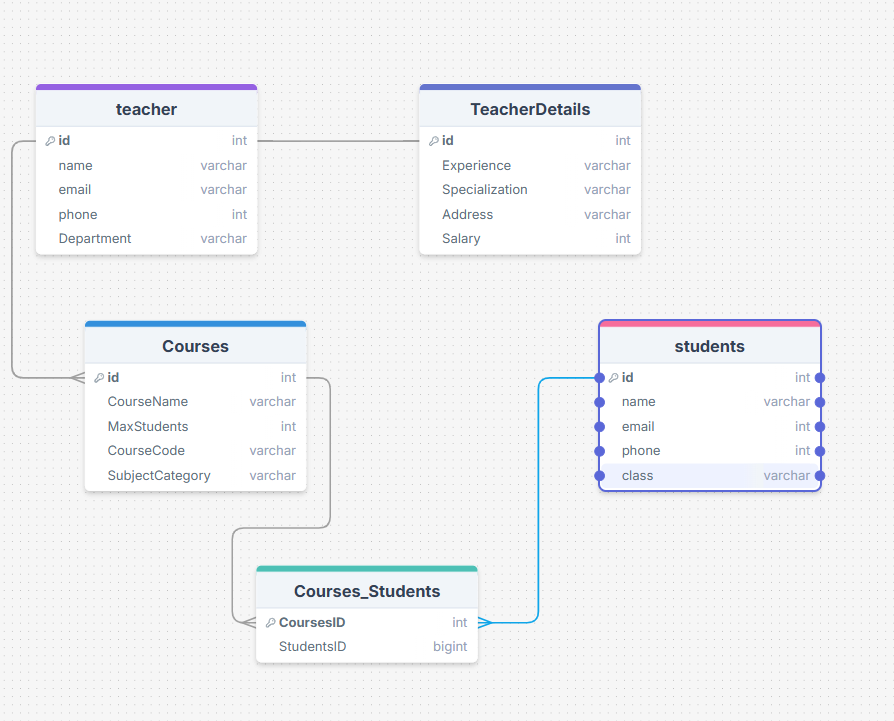 teacher
id int
name varchar
email varchar
phone int
Department varchar
TeacherDetails
id int
Experience varchar
Specialization varchar
Address varchar
Salary int
Courses
id int
CourseName varchar
MaxStudents int
CourseCode varchar
SubjectCategory varchar
students
id int
name varchar
email int
phone int
class varchar
Courses_Students
CoursesID int
StudentsID bigint